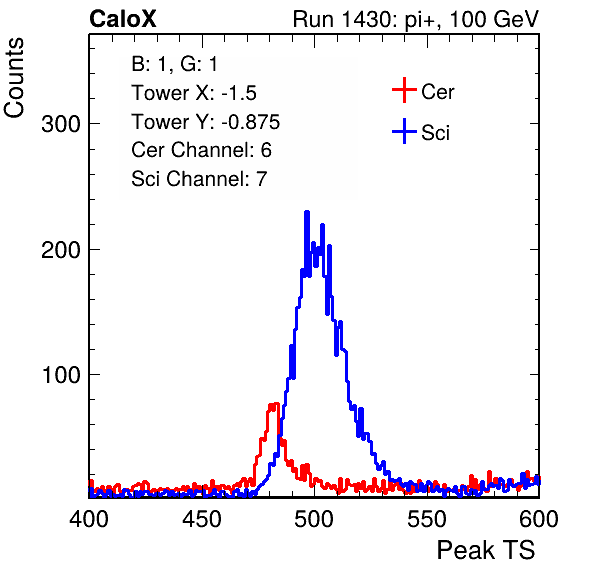 CaloX Run 1430: pi+, 100 GeV
B: 1, G: 1
Tower X: -1.5
Tower Y: -0.875
Cer Channel: 6
Sci Channel: 7
Cer
Sci
Counts
300
200
100
400 450 500 550 600
Peak TS